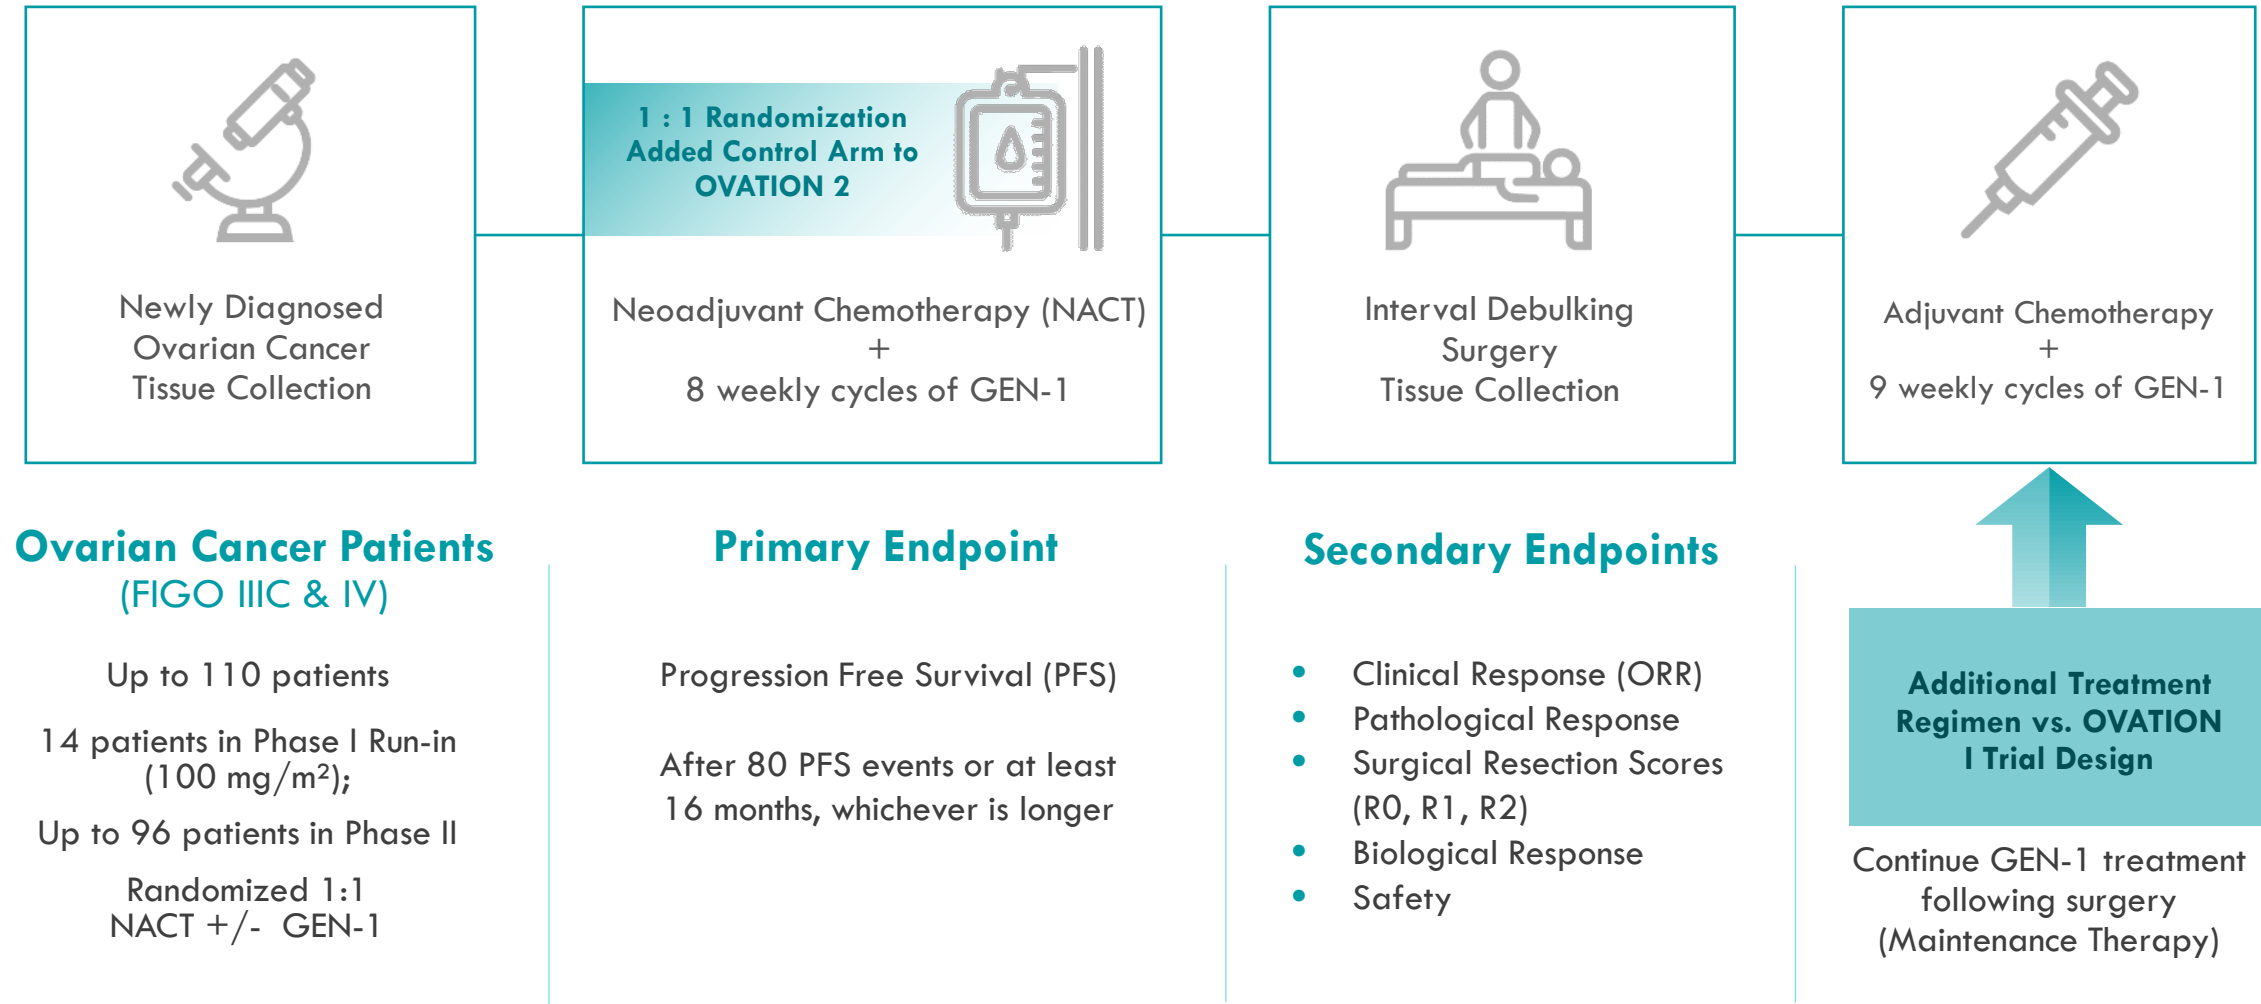 1 : 1 Randomization
Added Control Arm to
OVATION 2
Newly Diagnosed
Ovarian Cancer
Tissue Collection
Neoadjuvant Chemotherapy (NACT)
+
8 weekly cycles of GEN-1
Interval Debulking
Surgery
Tissue Collection
Adjuvant Chemotherapy
+
9 weekly cycles of GEN-1
Ovarian Cancer Patients
(FIGO IIIC & IV)
Up to 110 patients
14 patients in Phase I Run-in
(100 mg/m²);
Up to 96 patients in Phase II
Randomized 1:1
NACT +/-  GEN-1
Primary Endpoint
Progression Free Survival (PFS)
After 80 PFS events or at least
16 months, whichever is longer
Secondary Endpoints
• Clinical Response (ORR)
• Pathological Response
• Surgical Resection Scores
(R0, R1, R2)
• Biological Response
• Safety
Additional Treatment
Regimen vs. OVATION
I Trial Design
Continue GEN-1 treatment
following surgery
(Maintenance Therapy)